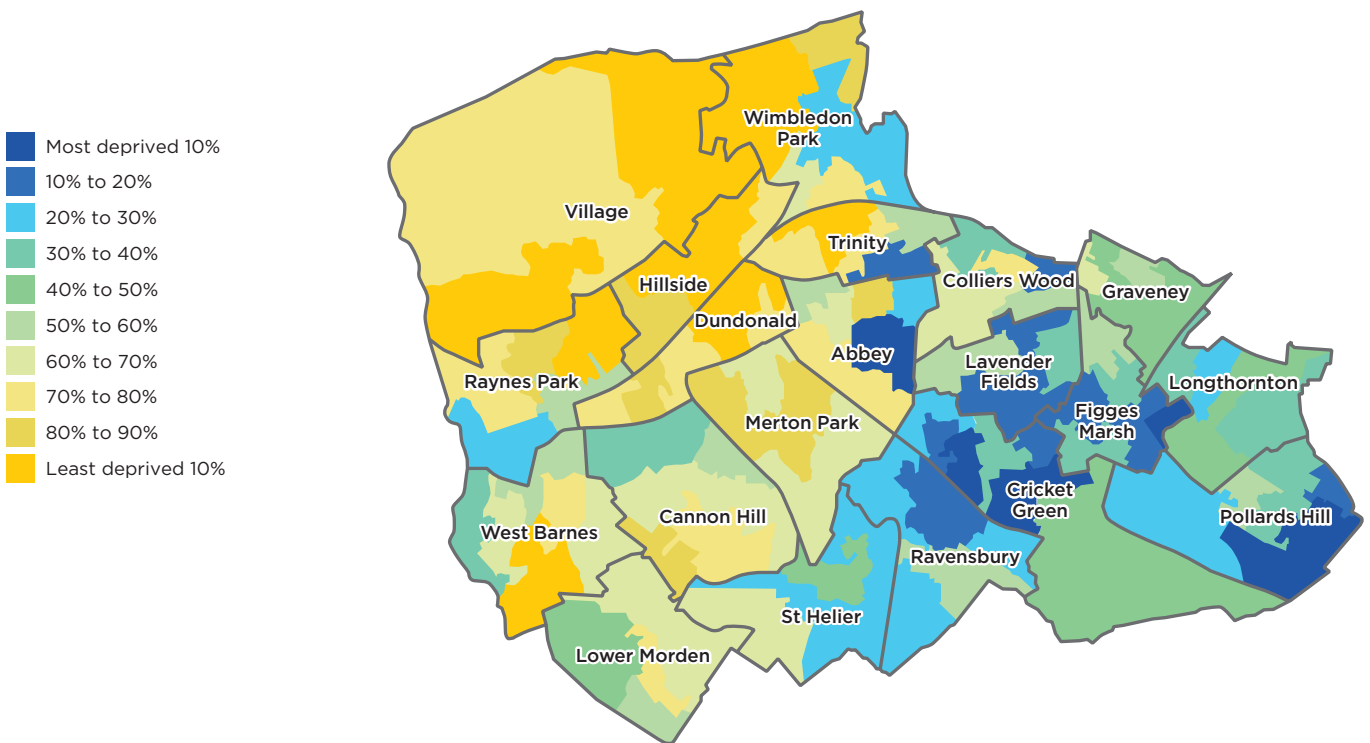 Most deprived 10%
10% to 20%
20% to 30%
30% to 40%
40% to 50%
50% to 60%
60% to 70%
70% to 80%
80% to 90%
Least deprived 10%
Wimbledon
Park
Village
Trinity
Hillside
Colliers Wood
Graveney
Dundonald
Abbey
Lavender
Fields
Raynes Park
Longthornton
Figges
Marsh
Merton Park
Cricket
Green
Cannon Hill
Pollards Hill
West Barnes
Ravensbury
St Helier
Lower Morden